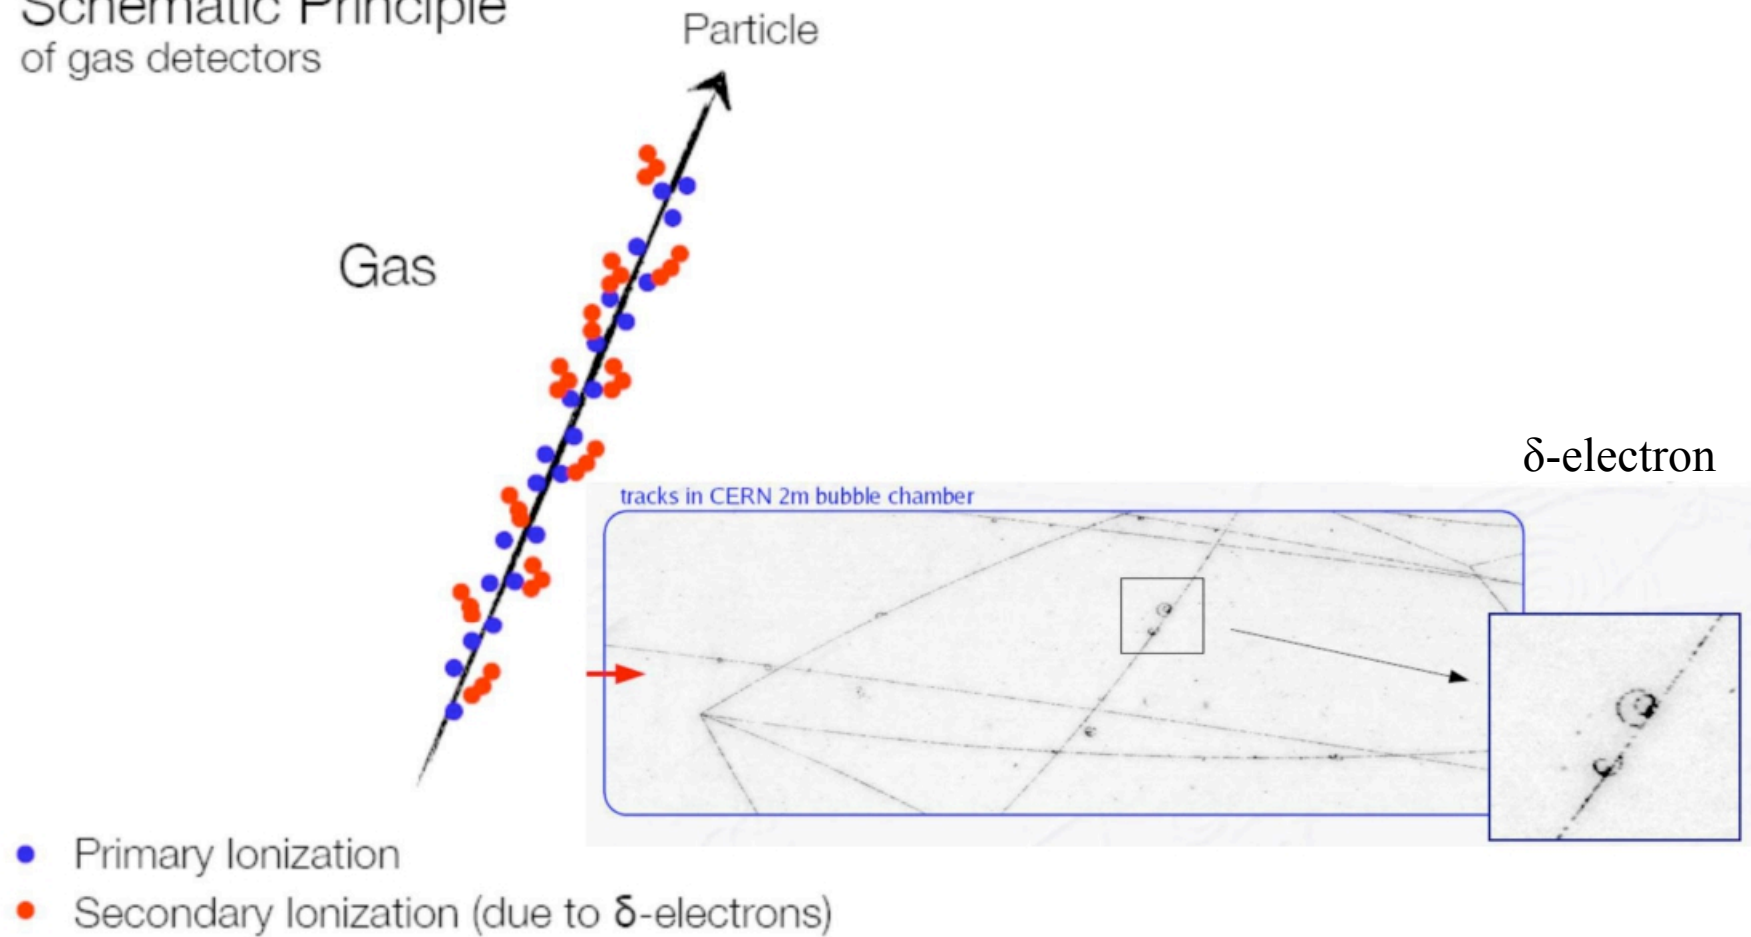 Schematic Principle
of gas detectors
Particle
Gas
δ-electron
tracks in CERN 2m bubble chamber
Primary Ionization
Secondary Ionization (due to δ-electrons)